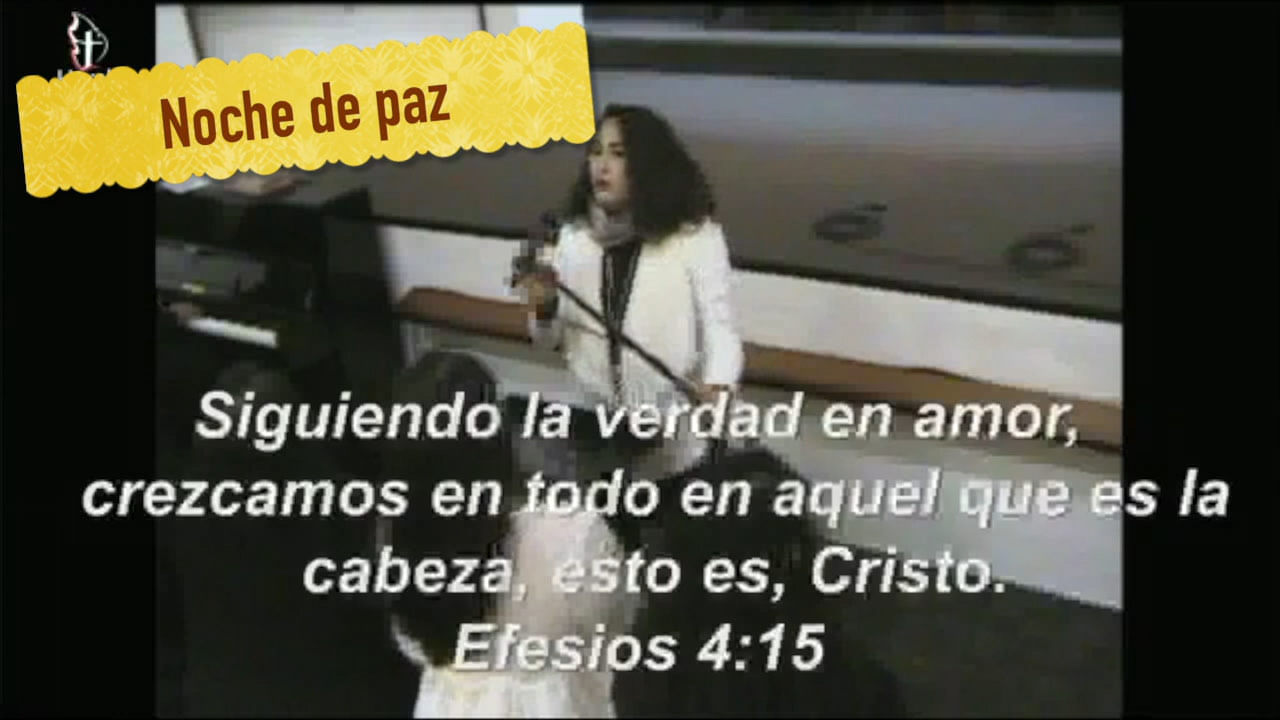 Noche de paz
Siguiendo la verdad en amor,
crezcamos en todo en aquel que es la
cabeza, esto es, Cristo.
Efesios 4:15